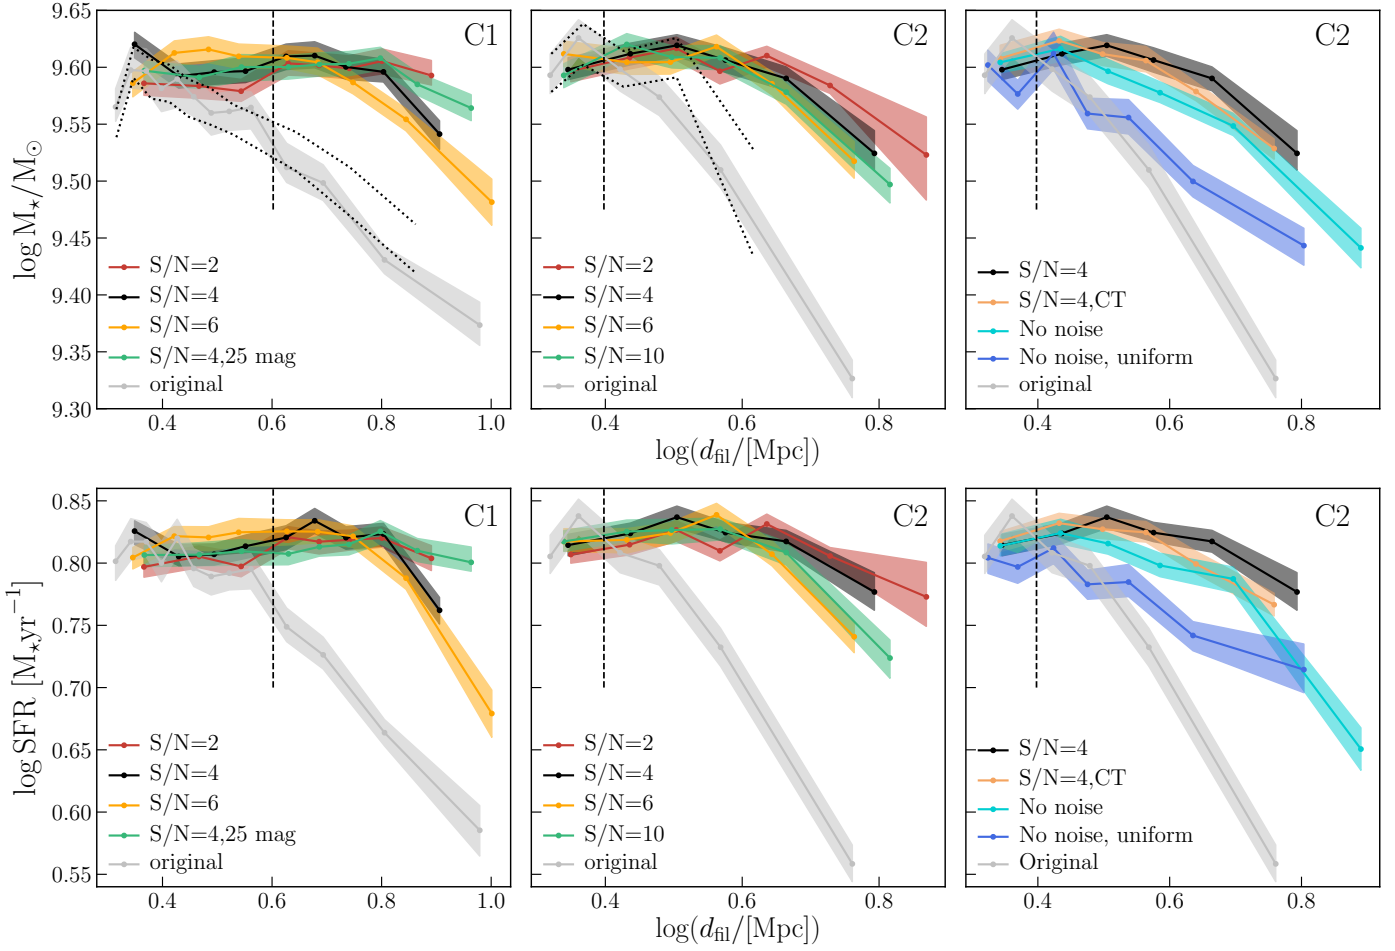 9.65
9.60
9.55
9.50
9.45
9.40
9.35
9.30
log M⋆/M⊙
C1
S/N=2
S/N=4
S/N=6
S/N=4,25 mag
original
0.4
0.6
0.8
1.0
C2
S/N=2
S/N=4
S/N=6
S/N=10
original
0.4
0.6
0.8
C2
S/N=4
S/N=4,CT
No noise
No noise, uniform
original
0.4
0.6
0.8
log(d_fil/[Mpc])
0.85
0.80
0.75
0.70
0.65
0.60
0.55
log SFR [M⋆yr⁻¹]
C1
S/N=2
S/N=4
S/N=6
S/N=4,25 mag
original
0.4
0.6
0.8
1.0
C2
S/N=2
S/N=4
S/N=6
S/N=10
original
0.4
0.6
0.8
C2
S/N=4
S/N=4,CT
No noise
No noise, uniform
Original
0.4
0.6
0.8
log(d_fil/[Mpc])